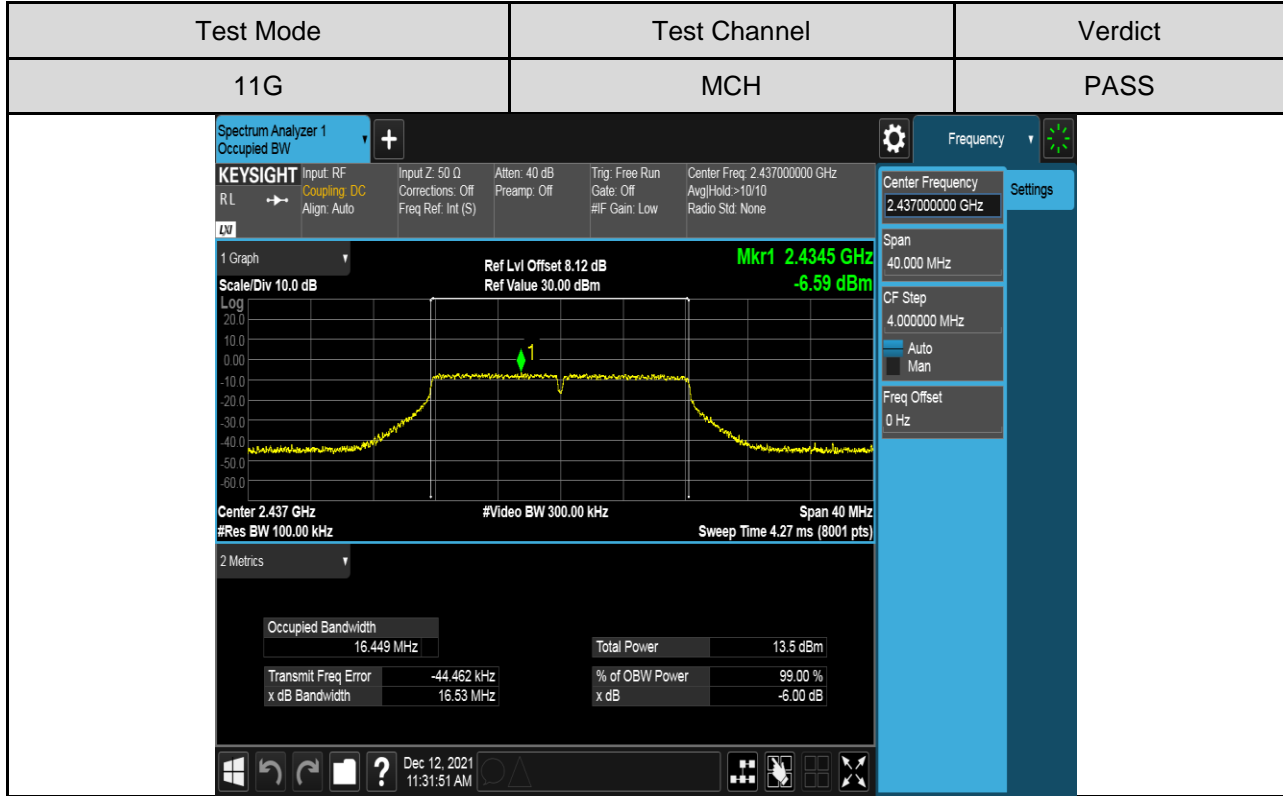 Test Mode Test Channel Verdict
11G MCH PASS
Spectrum Analyzer 1
Occupied BW
+
Frequency
KEYSIGHT
RL
LXI
Input: RF
Coupling: DC
Align: Auto
Input Z: 50 Ω
Corrections: Off
Freq Ref: Int (S)
Atten: 40 dB
Preamp: Off
Trig: Free Run
Gate: Off
#IF Gain: Low
Center Freq: 2.437000000 GHz
Avg|Hold:>10/10
Radio Std: None
Center Frequency
2.437000000 GHz
Settings
Span
40.000 MHz
CF Step
4.000000 MHz
Auto
Man
Freq Offset
0 Hz
1 Graph
Scale/Div 10.0 dB
Ref Lvl Offset 8.12 dB
Ref Value 30.00 dBm
Mkr1 2.4345 GHz
-6.59 dBm
Log
20.0
10.0
0.00
-10.0
-20.0
-30.0
-40.0
-50.0
-60.0
1
Center 2.437 GHz #Video BW 300.00 kHz Span 40 MHz
#Res BW 100.00 kHz Sweep Time 4.27 ms (8001 pts)
2 Metrics
Occupied Bandwidth
16.449 MHz
Total Power 13.5 dBm
Transmit Freq Error -44.462 kHz % of OBW Power 99.00 %
x dB Bandwidth 16.53 MHz x dB -6.00 dB
?
Dec 12, 2021
11:31:51 AM